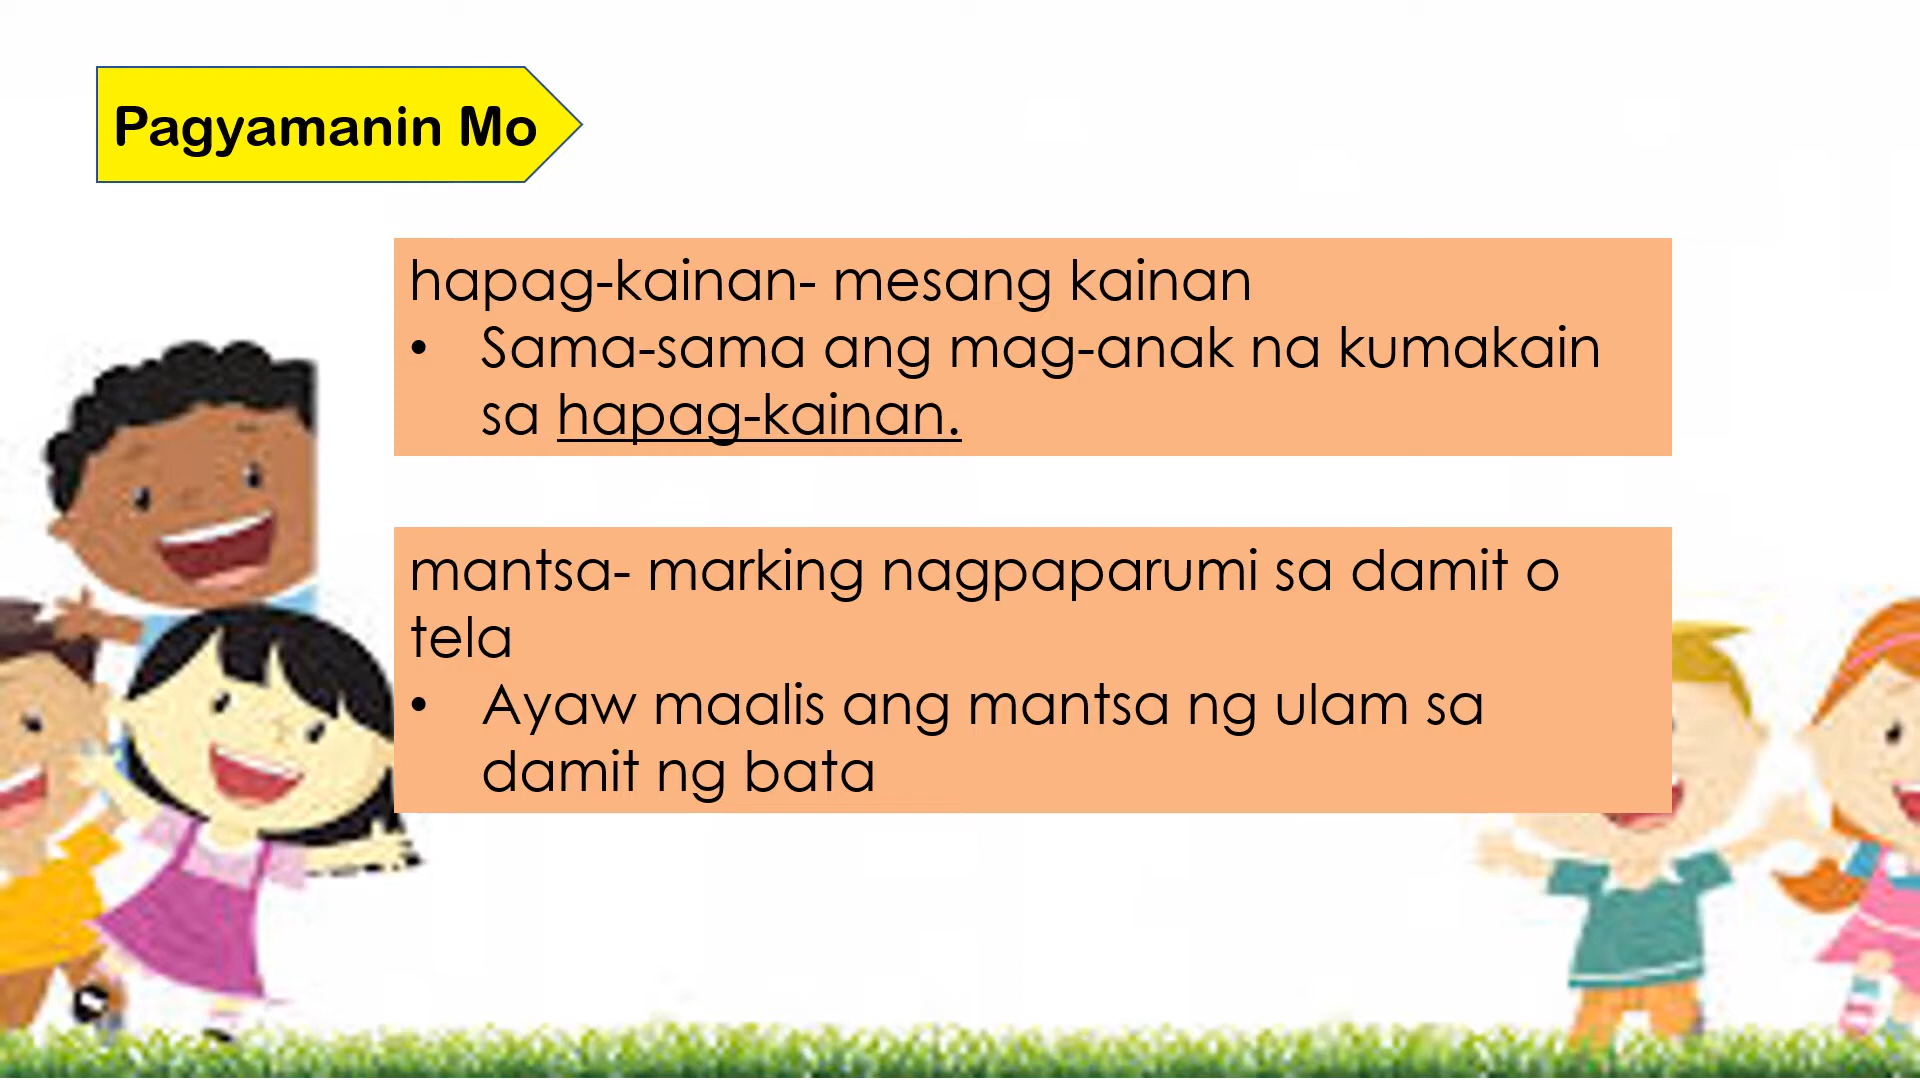 Pagyamanin Mo
hapag-kainan- mesang kainan
• Sama-sama ang mag-anak na kumakain
sa hapag-kainan.
mantsa- marking nagpaparumi sa damit o
tela
• Ayaw maalis ang mantsa ng ulam sa
damit ng bata